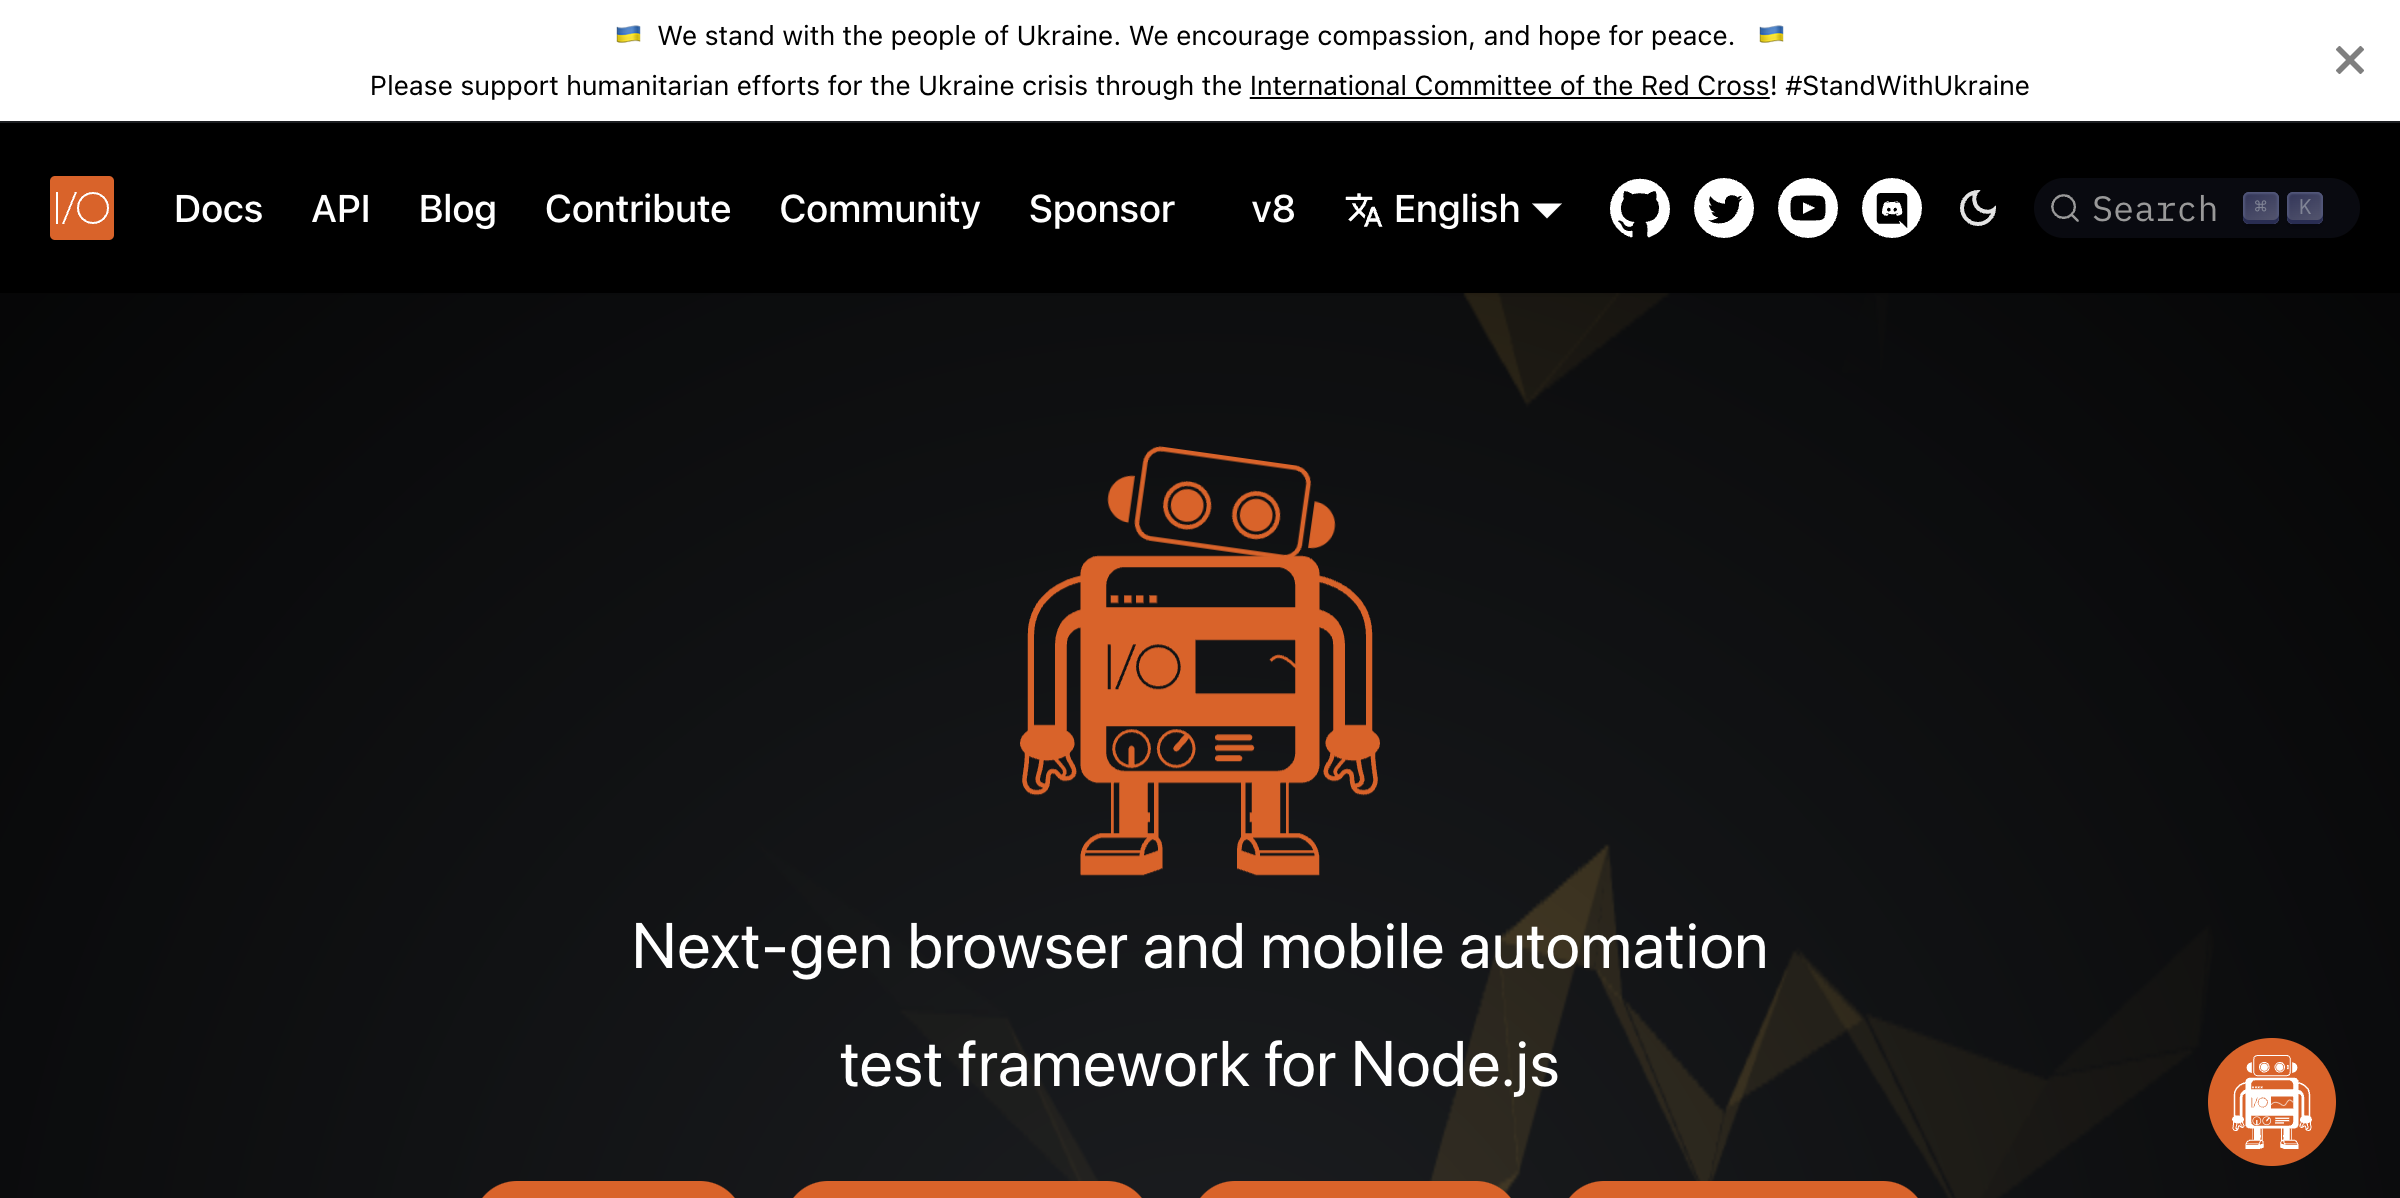 🇺🇦 We stand with the people of Ukraine. We encourage compassion, and hope for peace. 🇺🇦
Please support humanitarian efforts for the Ukraine crisis through the International Committee of the Red Cross! #StandWithUkraine
I/O Docs API Blog Contribute Community Sponsor v8 English Search ⌘ K
I/O
Next-gen browser and mobile automation
test framework for Node.js
I/O